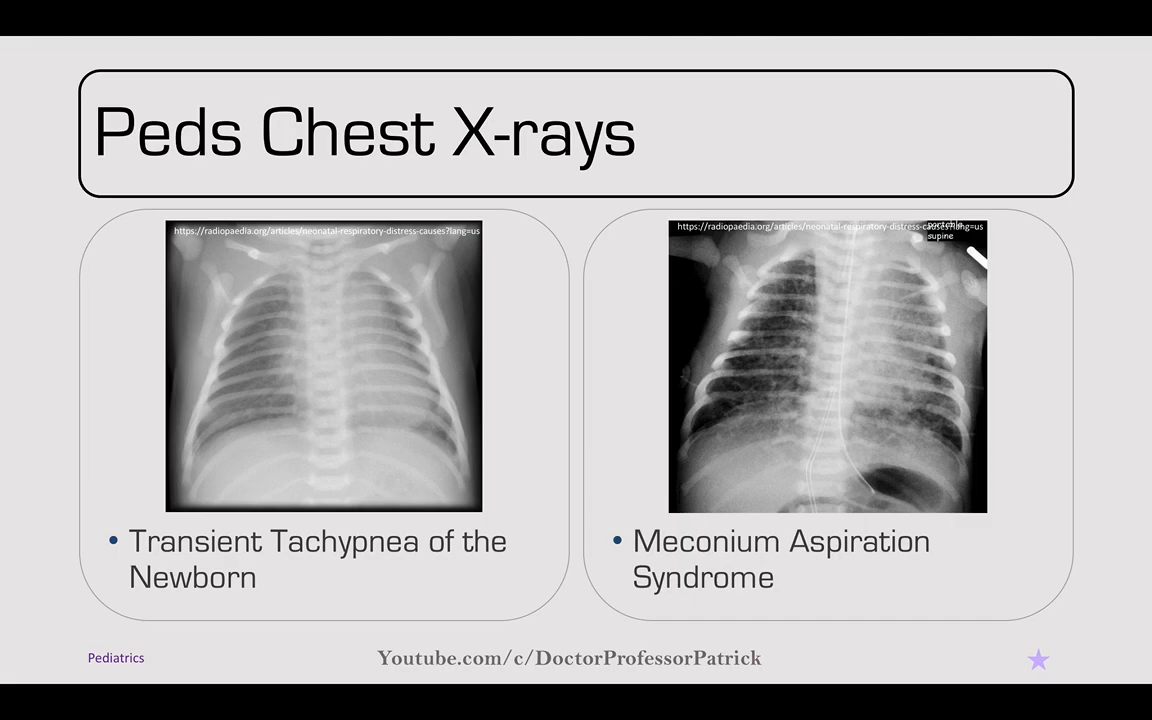 Peds Chest X-rays
https://radiopaedia.org/articles/neonatal-respiratory-distress-causes?lang=us
https://radiopaedia.org/articles/neonatal-respiratory-distress-causes?lang=us
portable
supine
• Transient Tachypnea of the
Newborn
• Meconium Aspiration
Syndrome
Pediatrics
Youtube.com/c/DoctorProfessorPatrick